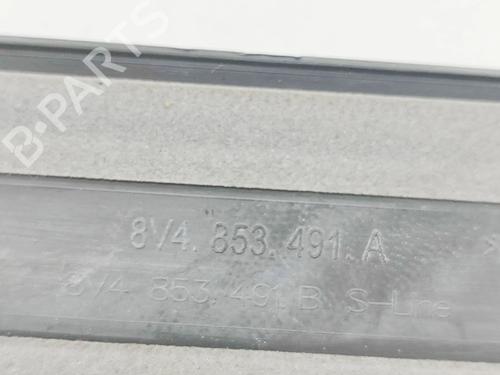 B-PARTS
8V4. 853. 491. A
8V4 853. 491. B S-Line